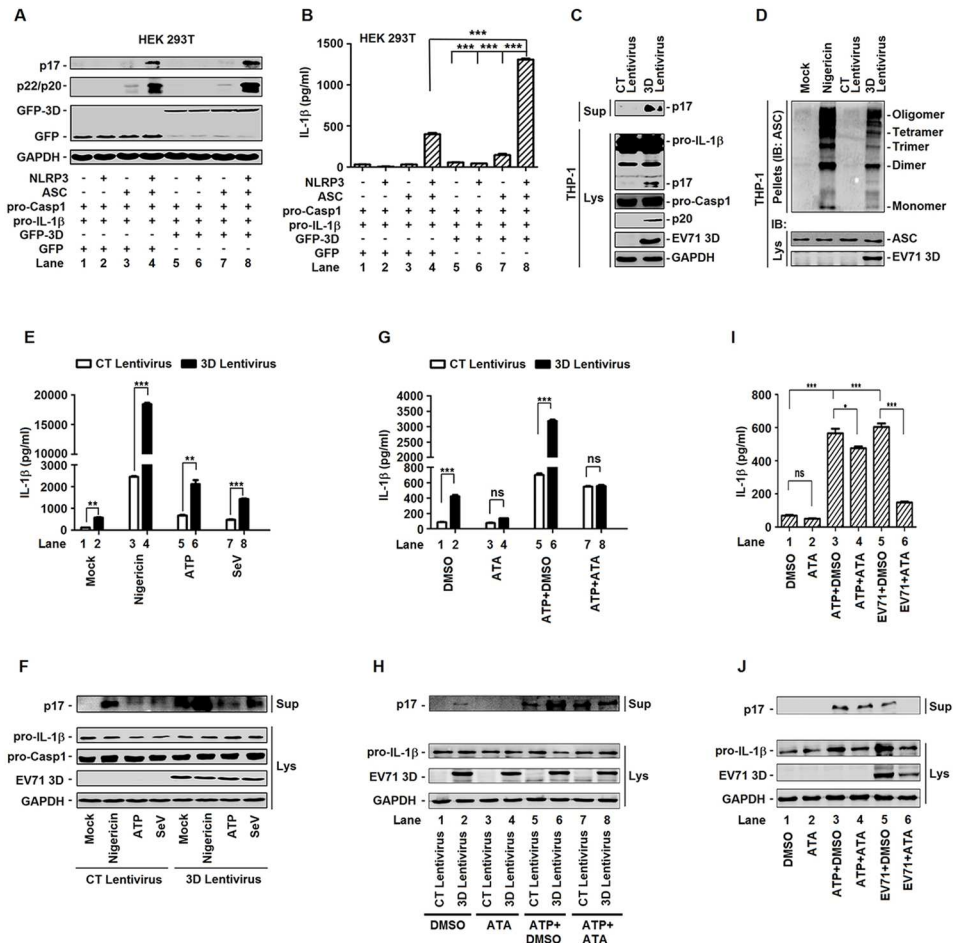 A
HEK 293T
p17 -
p22/p20 -
GFP-3D -
GFP -
GAPDH -
NLRP3 - + - + - + - +
ASC - - + + - - + +
pro-Casp1 + + + + + + + +
pro-IL-1β + + + + + + + +
GFP-3D - - - - + + + +
GFP + + + + - - - -
Lane 1 2 3 4 5 6 7 8
B
HEK 293T
***
*** *** ***
IL-1β (pg/ml)
1500
1000
500
0
NLRP3 - + - + - + - +
ASC - - + + - - + +
pro-Casp1 + + + + + + + +
pro-IL-1β + + + + + + + +
GFP-3D - - - - + + + +
GFP + + + + - - - -
Lane 1 2 3 4 5 6 7 8
C
CT Lentivirus
3D Lentivirus
THP-1
Sup
- p17
Lys
- pro-IL-1β
- p17
- pro-Casp1
- p20
- EV71 3D
- GAPDH
D
Mock
Nigericin
CT Lentivirus
3D Lentivirus
THP-1
Pellets (IB: ASC)
-Oligomer
-Tetramer
-Trimer
-Dimer
-Monomer
IB:
Lys
-ASC
-EV71 3D
E
CT Lentivirus 3D Lentivirus
IL-1β (pg/ml)
20000
15000
10000
4000
3000
2000
1000
0
** *** ** ***
Lane 1 2 3 4 5 6 7 8
Mock
Nigericin
ATP
SeV
G
CT Lentivirus 3D Lentivirus
IL-1β (pg/ml)
4000
3500
3000
2500
2000
1500
1000
800
600
400
200
0
*** ns *** ns
Lane 1 2 3 4 5 6 7 8
DMSO
ATA
ATP+DMSO
ATP+ATA
I
IL-1β (pg/ml)
800
600
400
200
0
*** ***
ns * ***
Lane 1 2 3 4 5 6
DMSO
ATA
ATP+DMSO
ATP+ATA
EV71+DMSO
EV71+ATA
F
p17 -
Sup
pro-IL-1β -
pro-Casp1 -
EV71 3D -
GAPDH -
Lys
Mock
Nigericin
ATP
SeV
Mock
Nigericin
ATP
SeV
CT Lentivirus 3D Lentivirus
H
p17 -
Sup
pro-IL-1β -
EV71 3D -
GAPDH -
Lys
Lane 1 2 3 4 5 6 7 8
CT Lentivirus
3D Lentivirus
CT Lentivirus
3D Lentivirus
CT Lentivirus
3D Lentivirus
CT Lentivirus
3D Lentivirus
DMSO ATA ATP+ ATP+
DMSO ATA
J
p17 -
Sup
pro-IL-1β -
EV71 3D -
GAPDH -
Lys
Lane 1 2 3 4 5 6
DMSO
ATA
ATP+DMSO
ATP+ATA
EV71+DMSO
EV71+ATA